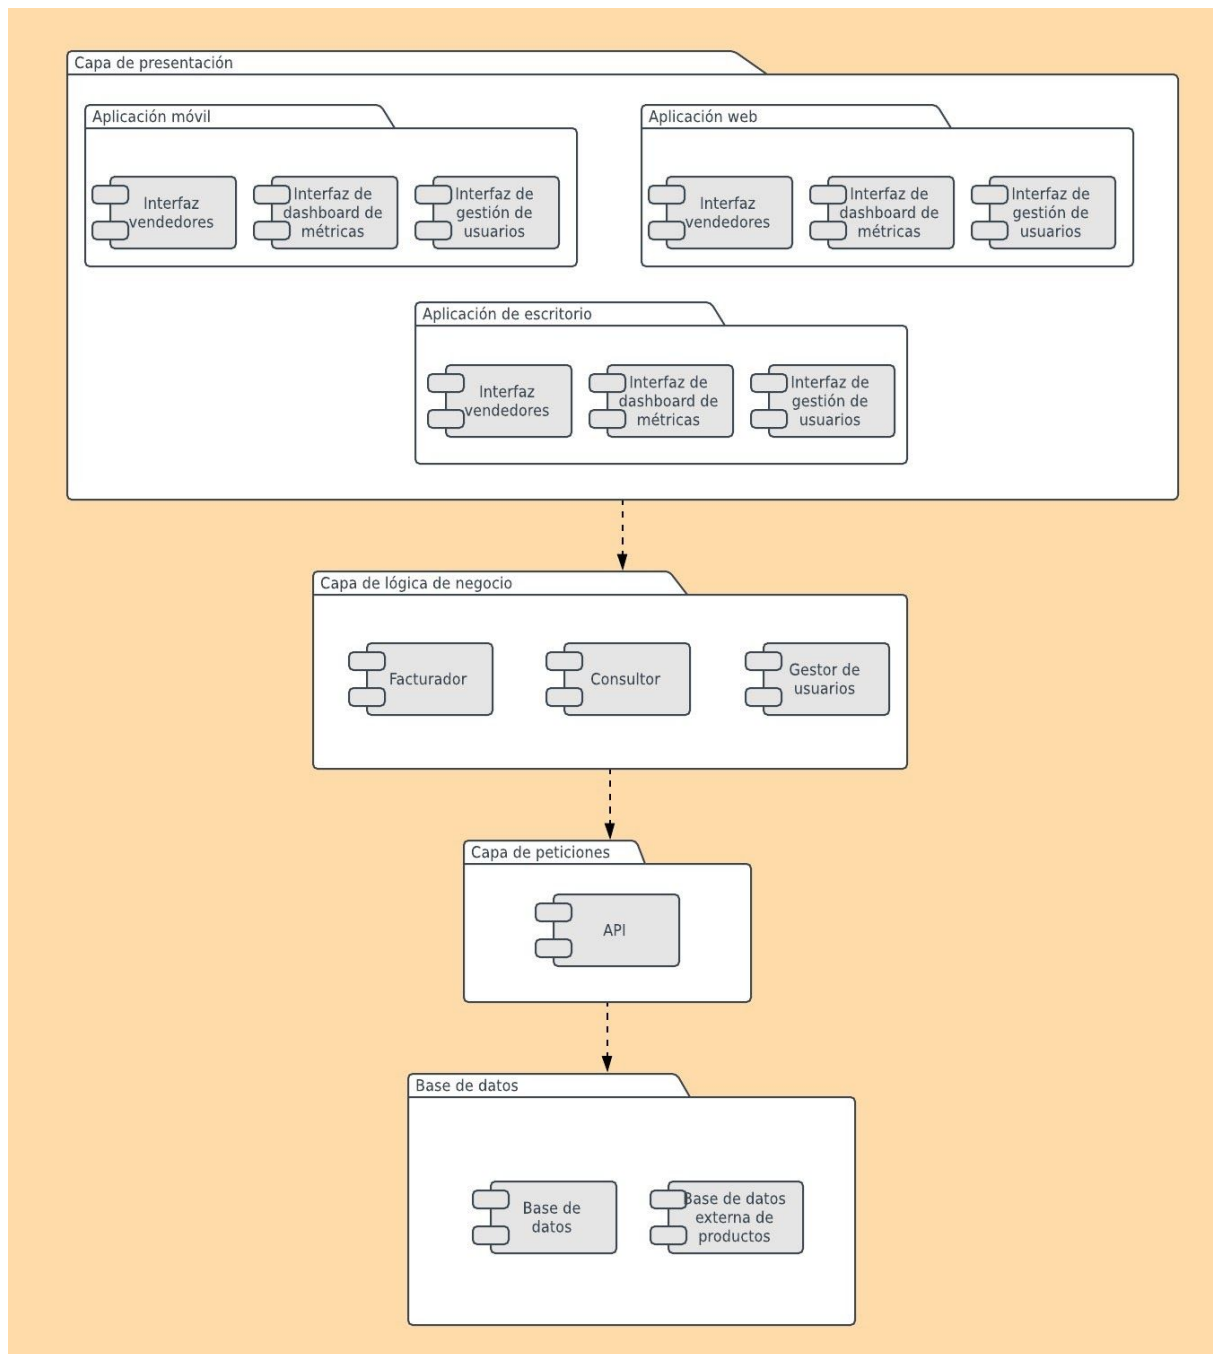 Capa de presentación
Aplicación móvil
Interfaz
vendedores
Interfaz de
dashboard de
métricas
Interfaz de
gestión de
usuarios
Aplicación web
Interfaz
vendedores
Interfaz de
dashboard de
métricas
Interfaz de
gestión de
usuarios
Aplicación de escritorio
Interfaz
vendedores
Interfaz de
dashboard de
métricas
Interfaz de
gestión de
usuarios
Capa de lógica de negocio
Facturador
Consultor
Gestor de
usuarios
Capa de peticiones
API
Base de datos
Base de
datos
Base de datos
externa de
productos